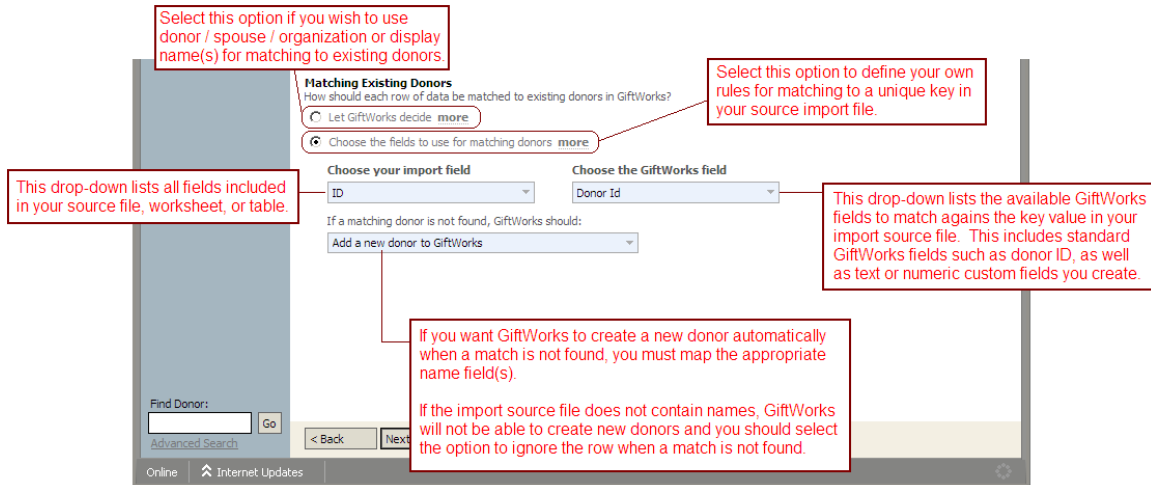 Select this option if you wish to use
donor / spouse / organization or display
name(s) for matching to existing donors.
Matching Existing Donors
How should each row of data be matched to existing donors in GiftWorks?
Let GiftWorks decide more
Choose the fields to use for matching donors more
Select this option to define your own
rules for matching to a unique key in
your source import file.
Choose your import field
Choose the GiftWorks field
ID
Donor Id
This drop-down lists all fields included
in your source file, worksheet, or table.
This drop-down lists the available GiftWorks
fields to match agains the key value in your
import source file. This includes standard
GiftWorks fields such as donor ID, as well
as text or numeric custom fields you create.
If a matching donor is not found, GiftWorks should:
Add a new donor to GiftWorks
If you want GiftWorks to create a new donor automatically
when a match is not found, you must map the appropriate
name field(s).
If the import source file does not contain names, GiftWorks
will not be able to create new donors and you should select
the option to ignore the row when a match is not found.
Find Donor:
Go
Advanced Search
< Back
Next
Online
Internet Updates